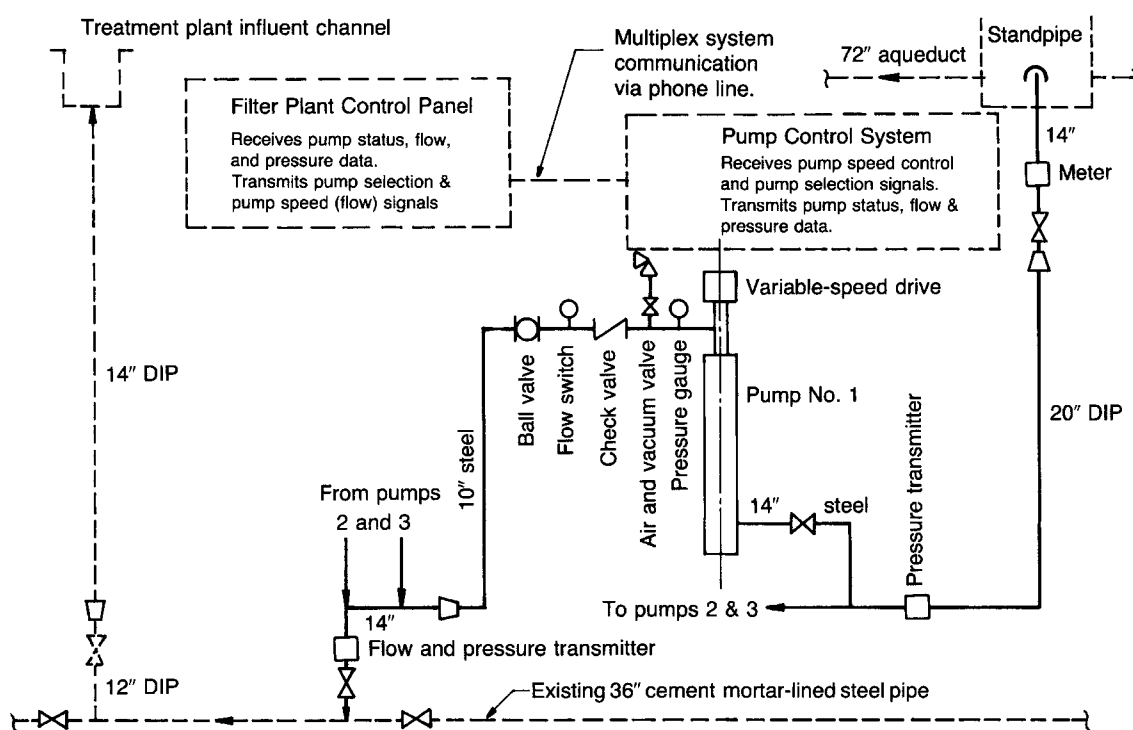 Treatment plant influent channel
Filter Plant Control Panel
Receives pump status, flow,
and pressure data.
Transmits pump selection &
pump speed (flow) signals
Multiplex system
communication
via phone line.
72″ aqueduct
Standpipe
14″
Meter
Pump Control System
Receives pump speed control
and pump selection signals.
Transmits pump status, flow &
pressure data.
Variable-speed drive
Ball valve
Flow switch
Check valve
Air and vacuum valve
Pressure gauge
Pump No. 1
14″ DIP
10″ steel
20″ DIP
Pressure transmitter
From pumps
2 and 3
14″ steel
To pumps 2 & 3
14″
Flow and pressure transmitter
12″ DIP
Existing 36″ cement mortar-lined steel pipe